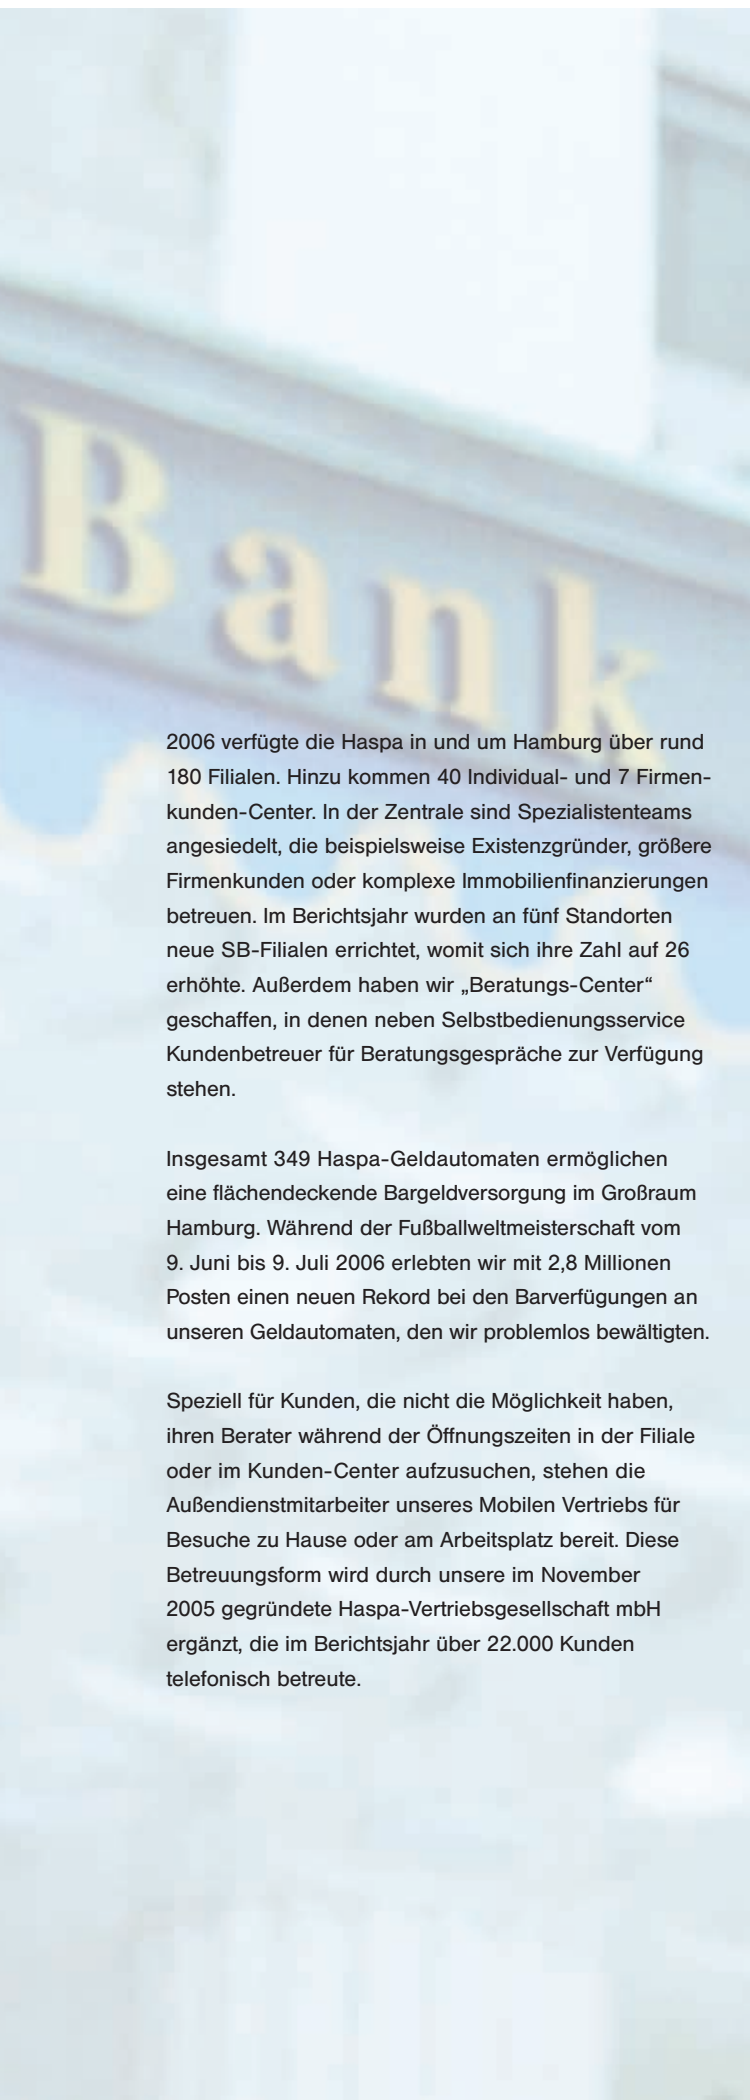 Bank
2006 verfügte die Haspa in und um Hamburg über rund
180 Filialen. Hinzu kommen 40 Individual- und 7 Firmen-
kunden-Center. In der Zentrale sind Spezialistenteams
angesiedelt, die beispielsweise Existenzgründer, größere
Firmenkunden oder komplexe Immobilienfinanzierungen
betreuen. Im Berichtsjahr wurden an fünf Standorten
neue SB-Filialen errichtet, womit sich ihre Zahl auf 26
erhöhte. Außerdem haben wir „Beratungs-Center“
geschaffen, in denen neben Selbstbedienungsservice
Kundenbetreuer für Beratungsgespräche zur Verfügung
stehen.
Insgesamt 349 Haspa-Geldautomaten ermöglichen
eine flächendeckende Bargeldversorgung im Großraum
Hamburg. Während der Fußballweltmeisterschaft vom
9. Juni bis 9. Juli 2006 erlebten wir mit 2,8 Millionen
Posten einen neuen Rekord bei den Barverfügungen an
unseren Geldautomaten, den wir problemlos bewältigten.
Speziell für Kunden, die nicht die Möglichkeit haben,
ihren Berater während der Öffnungszeiten in der Filiale
oder im Kunden-Center aufzusuchen, stehen die
Außendienstmitarbeiter unseres Mobilen Vertriebs für
Besuche zu Hause oder am Arbeitsplatz bereit. Diese
Betreuungsform wird durch unsere im November
2005 gegründete Haspa-Vertriebsgesellschaft mbH
ergänzt, die im Berichtsjahr über 22.000 Kunden
telefonisch betreute.